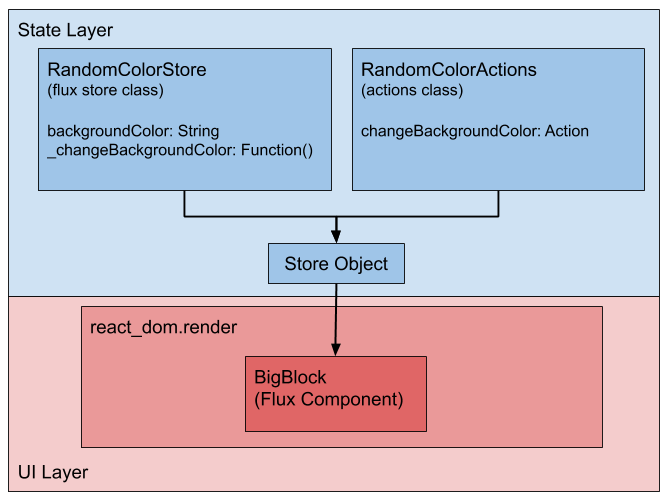 State Layer
RandomColorStore
(flux store class)
backgroundColor: String
_changeBackgroundColor: Function()
RandomColorActions
(actions class)
changeBackgroundColor: Action
Store Object
react_dom.render
BigBlock
(Flux Component)
UI Layer